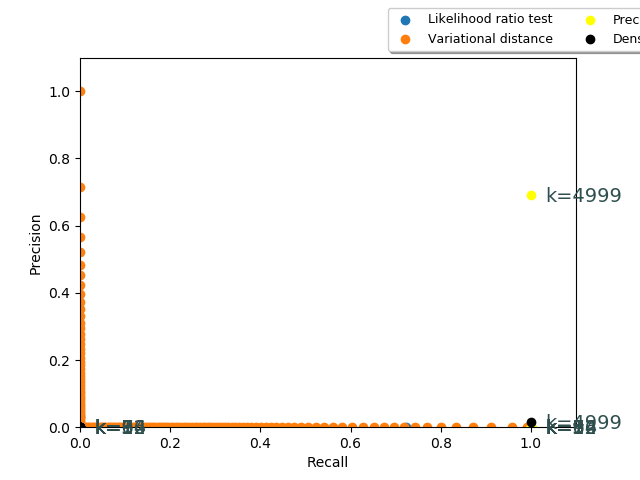 Likelihood ratio test
Variational distance
Prec
Dens
Precision
1.0
0.8
0.6
0.4
0.2
0.0
k=4999
k=4999
0.0 0.2 0.4 0.6 0.8 1.0
Recall